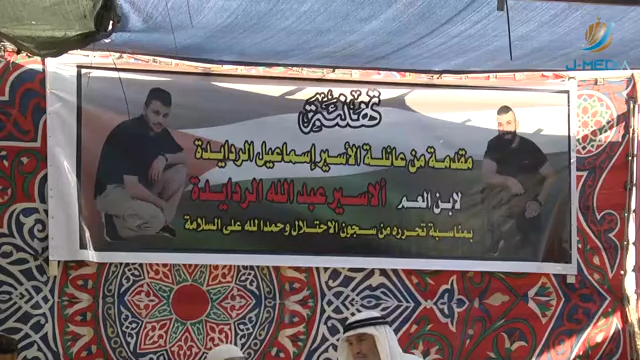 J-MEDIA
تهنئة
مقدمة من عائلة الأسير إسماعيل الردايدة
لابن العم ألاسير عبد الله الردايدة
بمناسبة تحرره من سجون الاحتلال وحمدا لله على السلامة